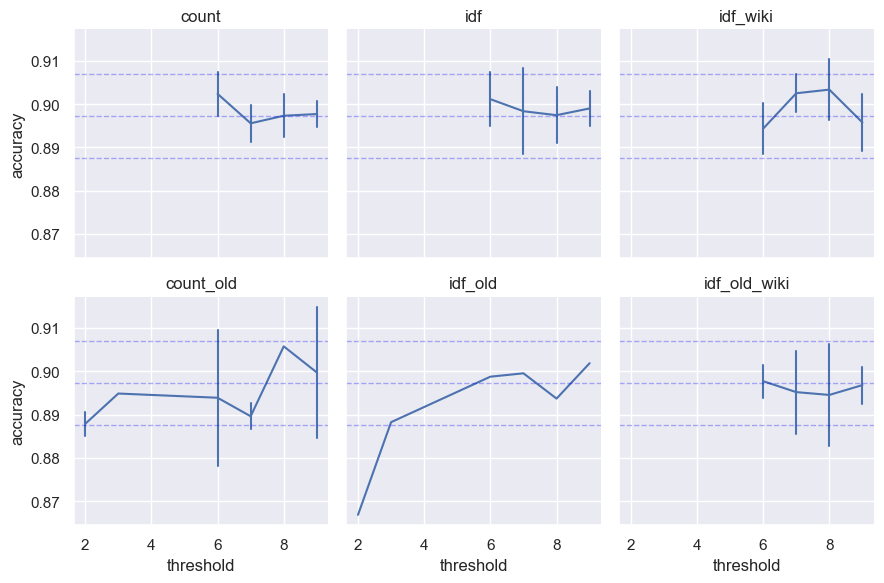 count idf idf_wiki
0.91
0.90
accuracy
0.89
0.88
0.87
count_old idf_old idf_old_wiki
0.91
0.90
accuracy
0.89
0.88
0.87
2 4 6 8 2 4 6 8 2 4 6 8
threshold threshold threshold